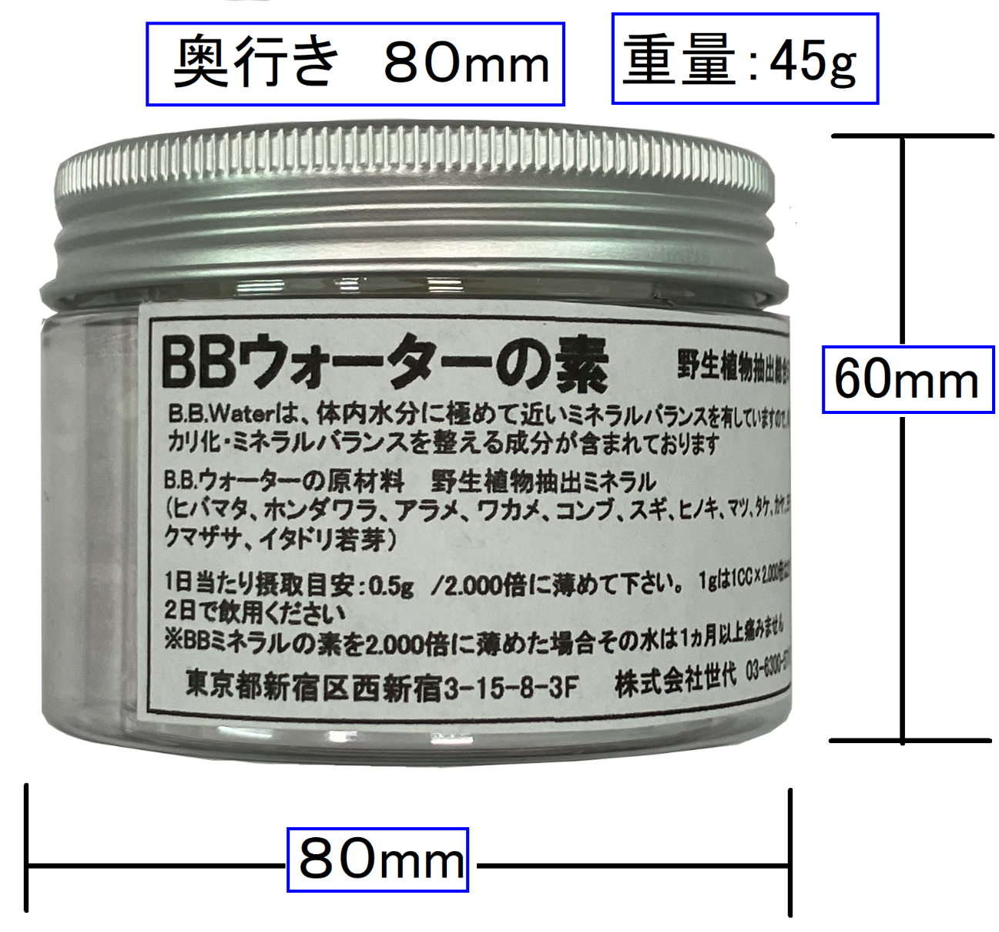 奥行き　８０mm
重量：45g
BBウォーターの素　野生植物抽出
B.B.Waterは、体内水分に極めて近いミネラルバランスを有していますので、
カリ化・ミネラルバランスを整える成分が含まれております
60mm
B.B.ウォーターの原材料　野生植物抽出ミネラル
(ヒバマタ、ホンダワラ、アラメ、ワカメ、コンブ、スギ、ヒノキ、マツ、タケ、カヤ、
クマザサ、イタドリ若芽)
1日当たり摂取目安:0.5g /2.000倍に薄めて下さい。 1gは1CC×2.000倍
2日で飲用ください
※BBミネラルの素を2.000倍に薄めた場合その水は1ヵ月以上痛みません
東京都新宿区西新宿3-15-8-3F　株式会社世代 03-6300-
８０mm